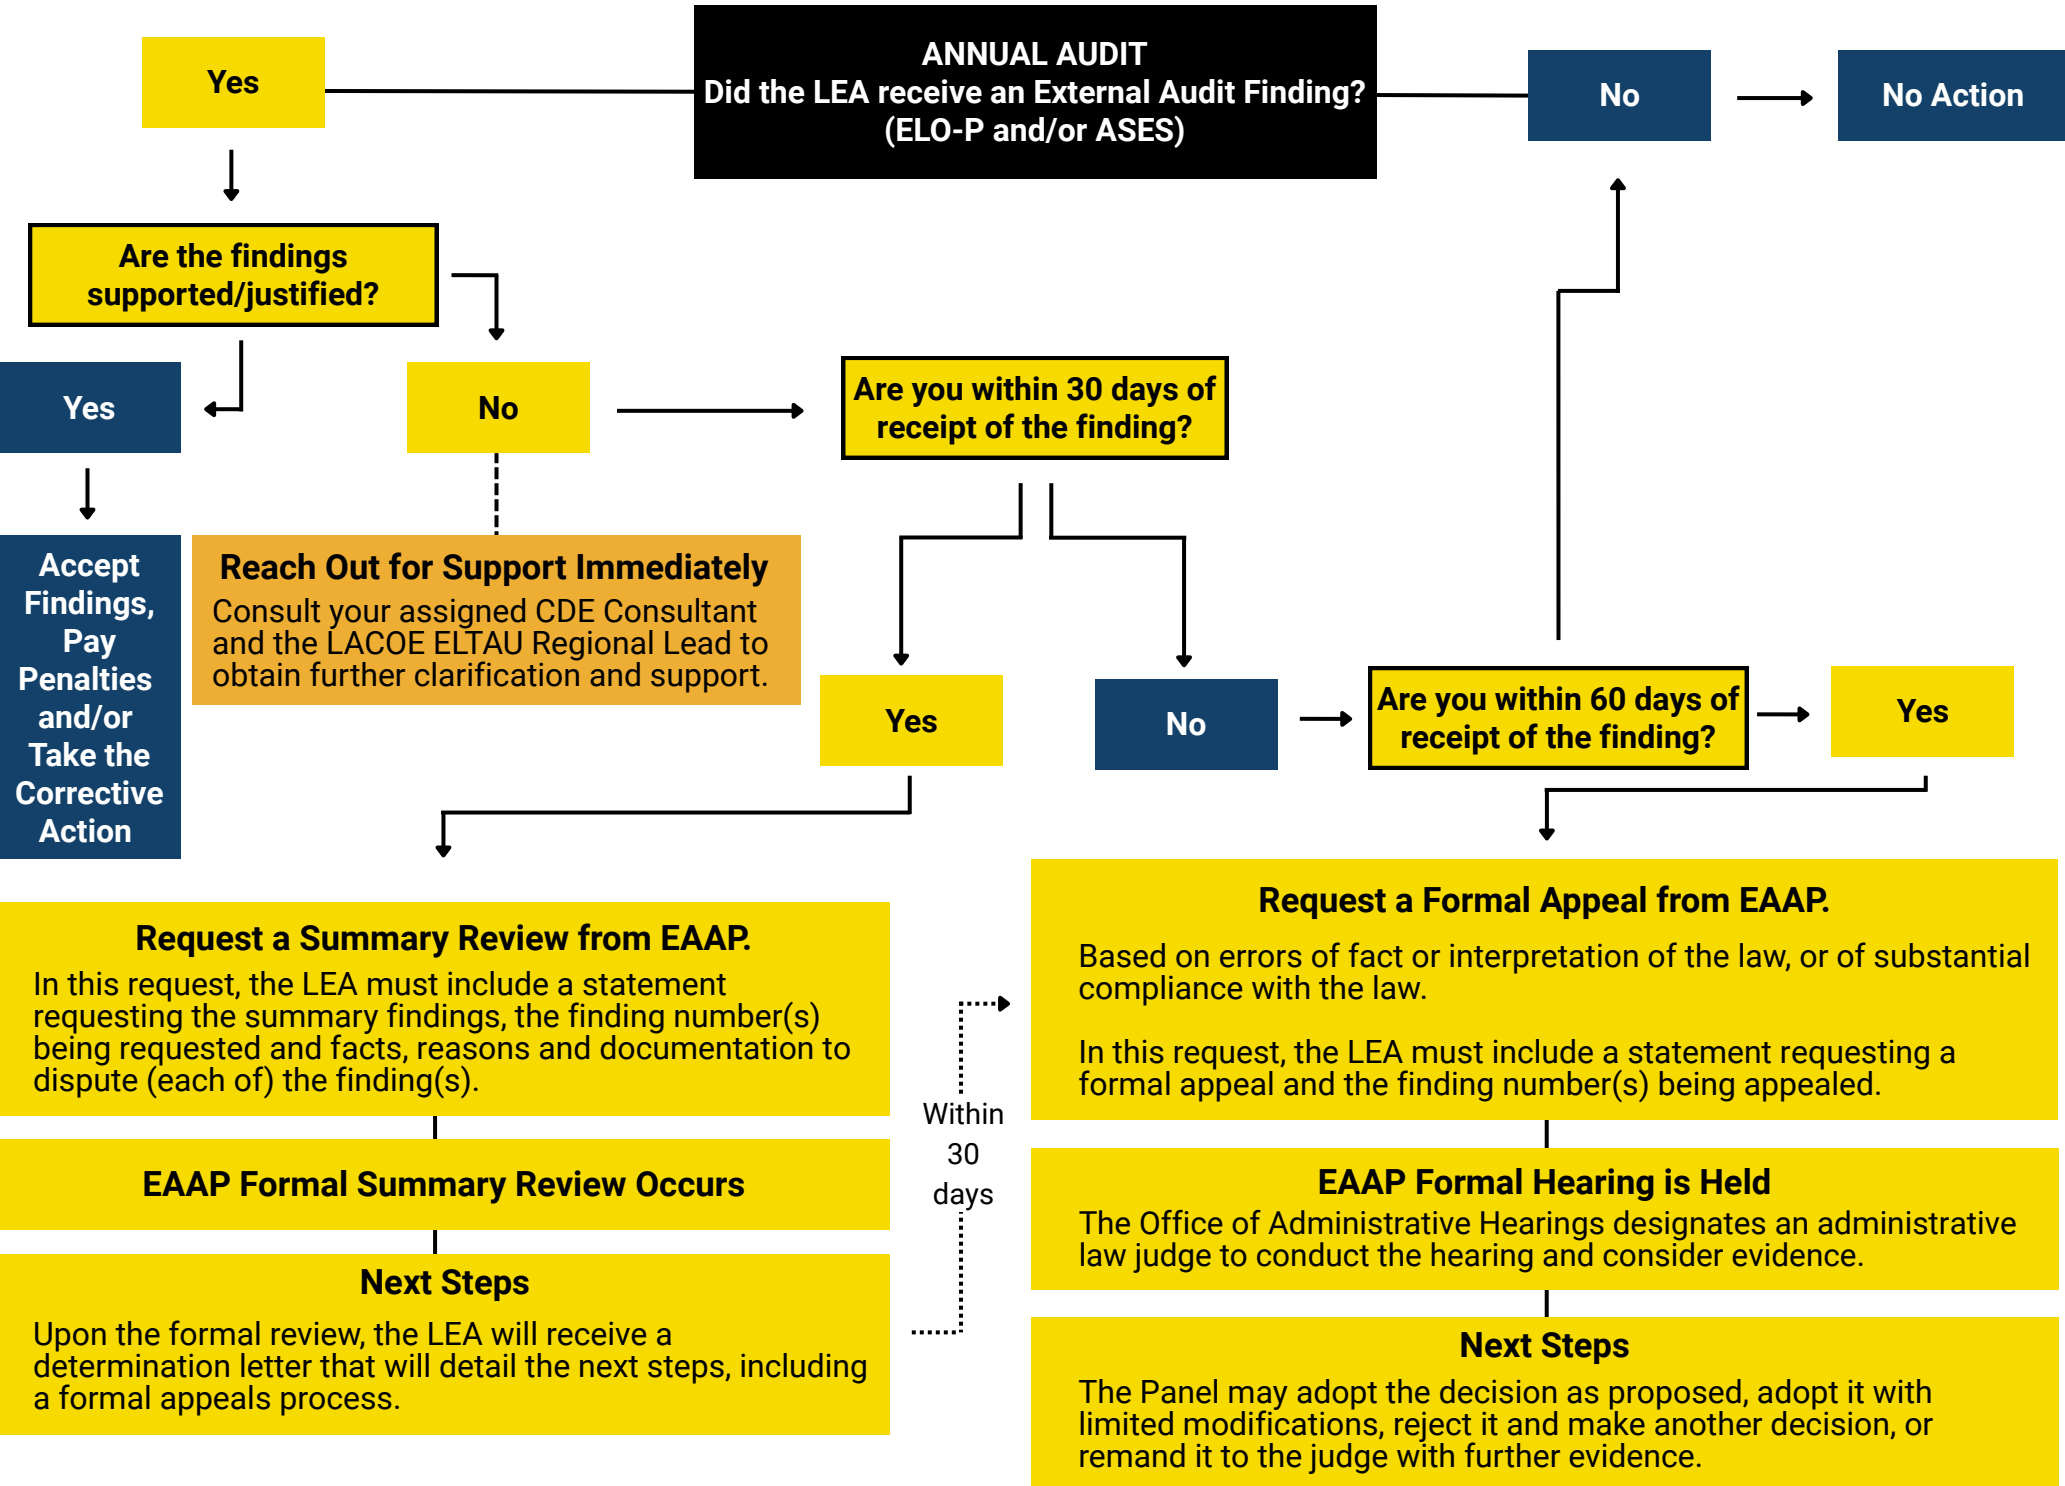 Yes
ANNUAL AUDIT
Did the LEA receive an External Audit Finding?
(ELO-P and/or ASES)
No
No Action
Are the findings
supported/justified?
Yes
No
Are you within 30 days of
receipt of the finding?
Accept
Findings,
Pay
Penalties
and/or
Take the
Corrective
Action
Reach Out for Support Immediately
Consult your assigned CDE Consultant
and the LACOE ELTAU Regional Lead to
obtain further clarification and support.
Yes
No
Are you within 60 days of
receipt of the finding?
Yes
Request a Summary Review from EAAP.
In this request, the LEA must include a statement
requesting the summary findings, the finding number(s)
being requested and facts, reasons and documentation to
dispute (each of) the finding(s).
EAAP Formal Summary Review Occurs
Next Steps
Upon the formal review, the LEA will receive a
determination letter that will detail the next steps, including
a formal appeals process.
Within
30
days
Request a Formal Appeal from EAAP.
Based on errors of fact or interpretation of the law, or of substantial
compliance with the law.
In this request, the LEA must include a statement requesting a
formal appeal and the finding number(s) being appealed.
EAAP Formal Hearing is Held
The Office of Administrative Hearings designates an administrative
law judge to conduct the hearing and consider evidence.
Next Steps
The Panel may adopt the decision as proposed, adopt it with
limited modifications, reject it and make another decision, or
remand it to the judge with further evidence.